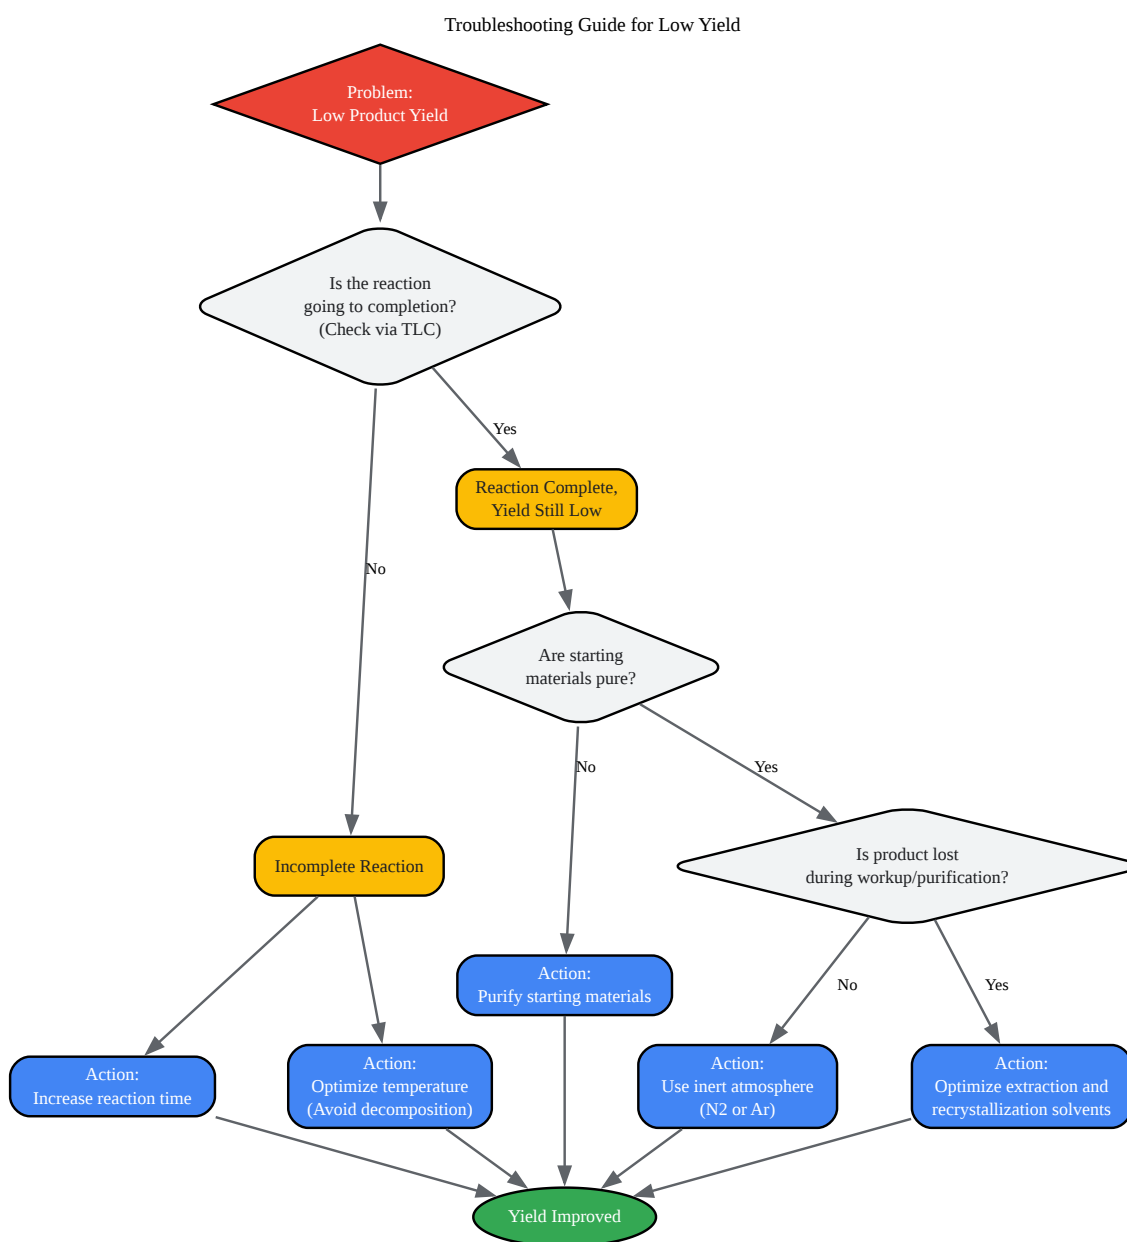 Troubleshooting Guide for Low Yield
Problem:
Low Product Yield
Is the reaction
going to completion?
(Check via TLC)
Yes
Reaction Complete,
Yield Still Low
No
Are starting
materials pure?
No
Yes
Is product lost
during workup/purification?
Incomplete Reaction
Action:
Purify starting materials
No
Yes
Action:
Increase reaction time
Action:
Optimize temperature
(Avoid decomposition)
Action:
Use inert atmosphere
(N2 or Ar)
Action:
Optimize extraction and
recrystallization solvents
Yield Improved